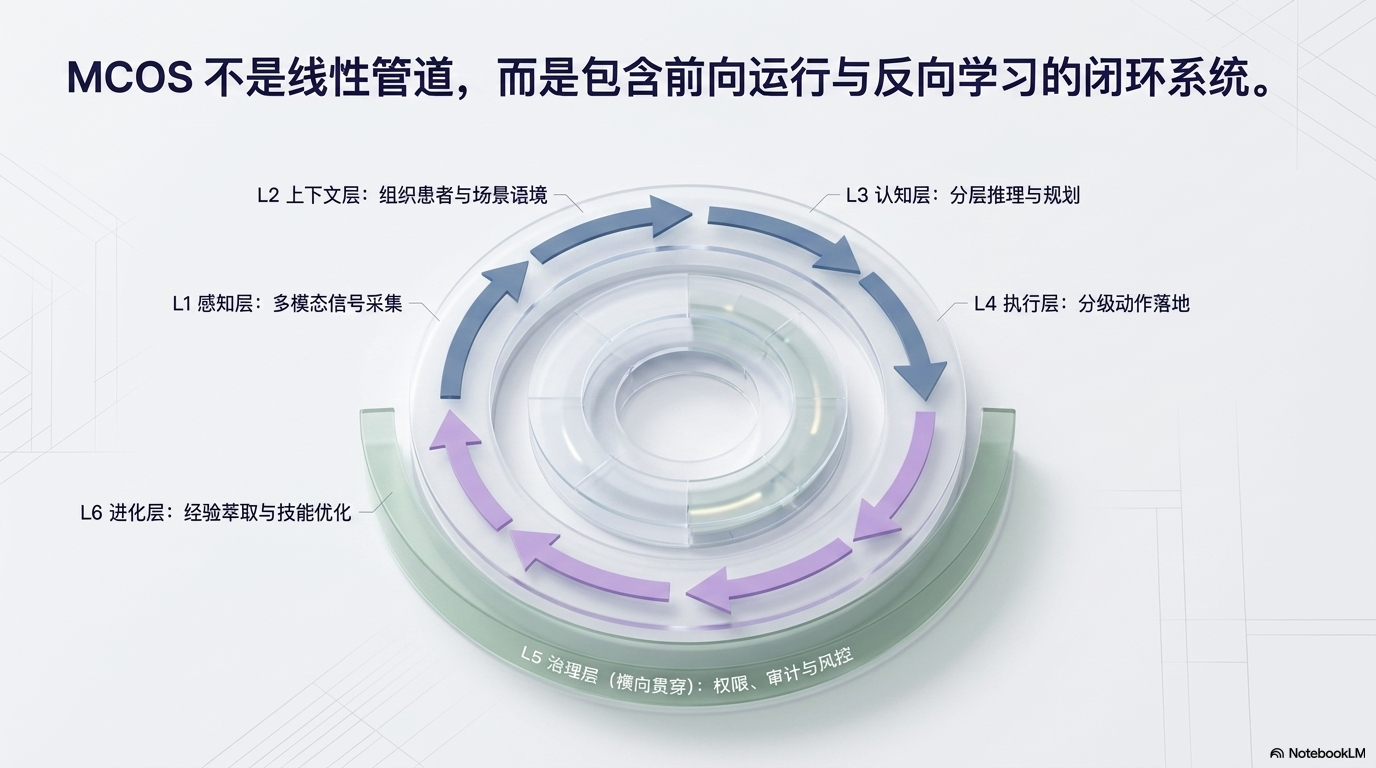 MCOS 不是线性管道，而是包含前向运行与反向学习的闭环系统。
L2 上下文层：组织患者与场景语境
L3 认知层：分层推理与规划
L1 感知层：多模态信号采集
L4 执行层：分级动作落地
L6 进化层：经验萃取与技能优化
L5 治理层（横向贯穿）：权限、审计与风控
NotebookLM